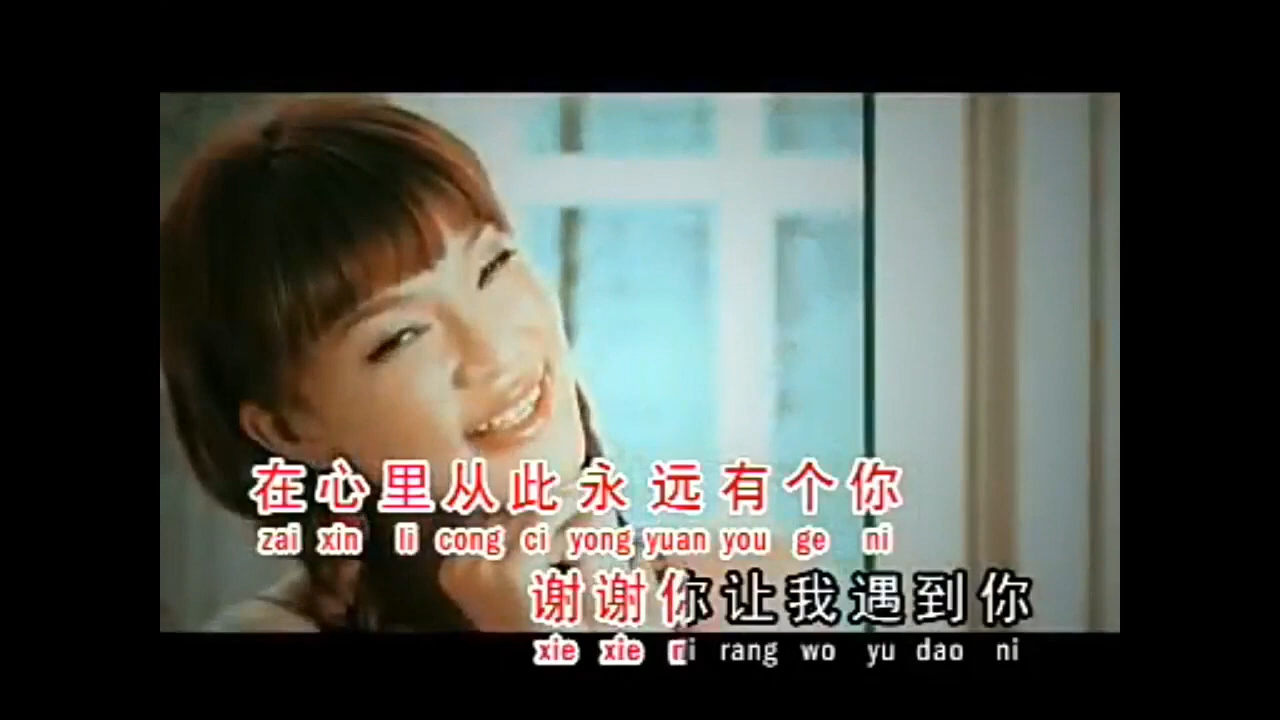 在心里从此永远有个你
zai xin li cong ci yong yuan you ge ni
谢谢你让我遇到你
xie xie ni rang wo yu dao ni